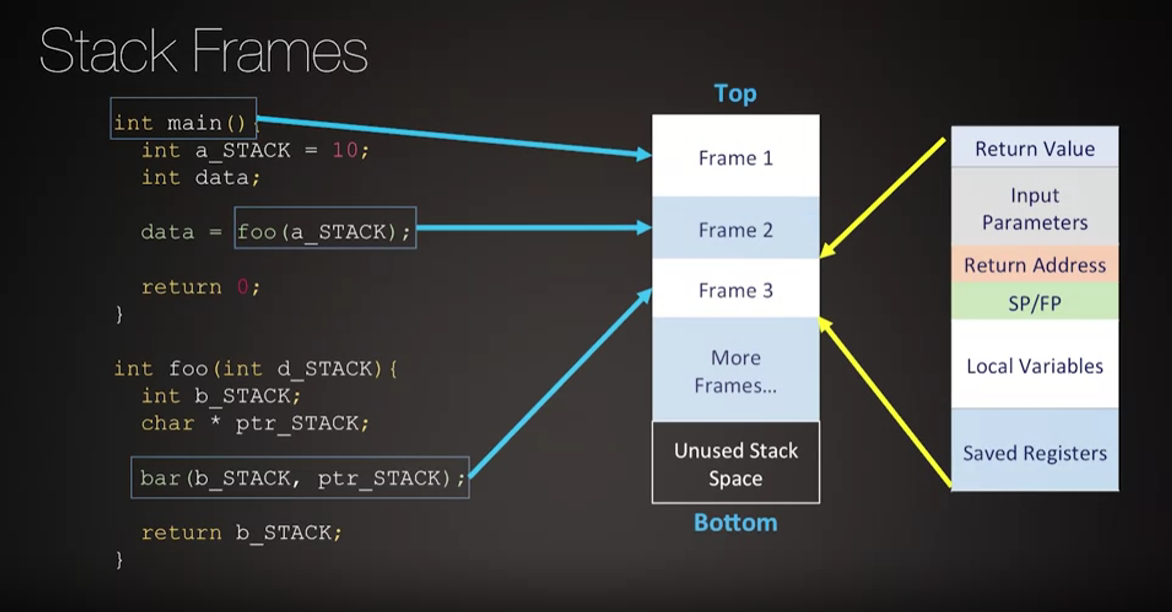 Stack Frames
int main(){
int a_STACK = 10;
int data;
data = foo(a_STACK);
return 0;
}
int foo(int d_STACK){
int b_STACK;
char * ptr_STACK;
bar(b_STACK, ptr_STACK);
return b_STACK;
}
Top
Frame 1
Frame 2
Frame 3
More
Frames...
Unused Stack
Space
Bottom
Return Value
Input
Parameters
Return Address
SP/FP
Local Variables
Saved Registers